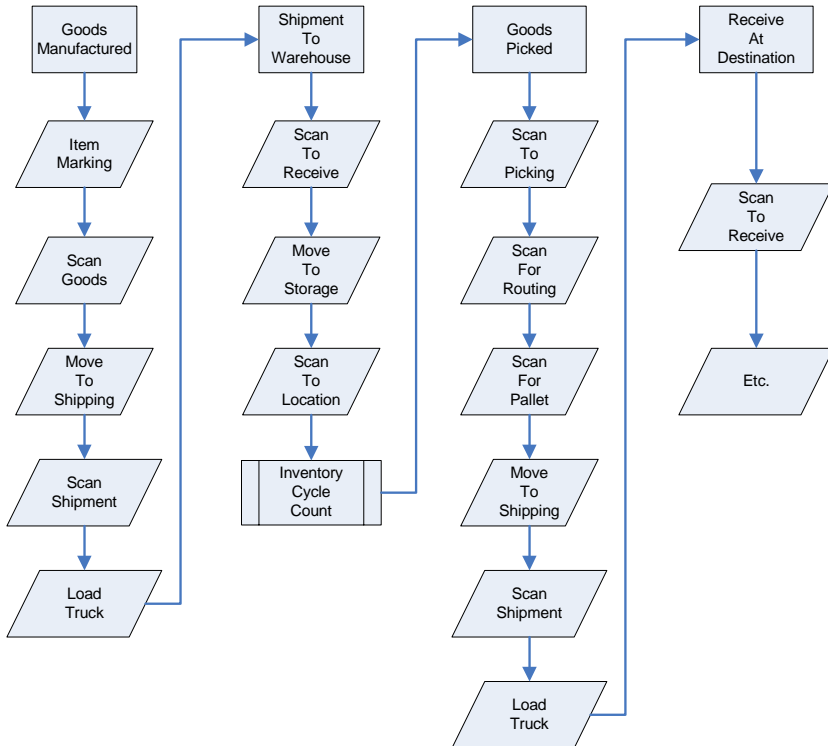 Goods
Manufactured
Item
Marking
Scan
Goods
Move
To
Shipping
Scan
Shipment
Load
Truck
Shipment
To
Warehouse
Scan
To
Receive
Move
To
Storage
Scan
To
Location
Inventory
Cycle
Count
Goods
Picked
Scan
To
Picking
Scan
For
Routing
Scan
For
Pallet
Move
To
Shipping
Scan
Shipment
Load
Truck
Receive
At
Destination
Scan
To
Receive
Etc.